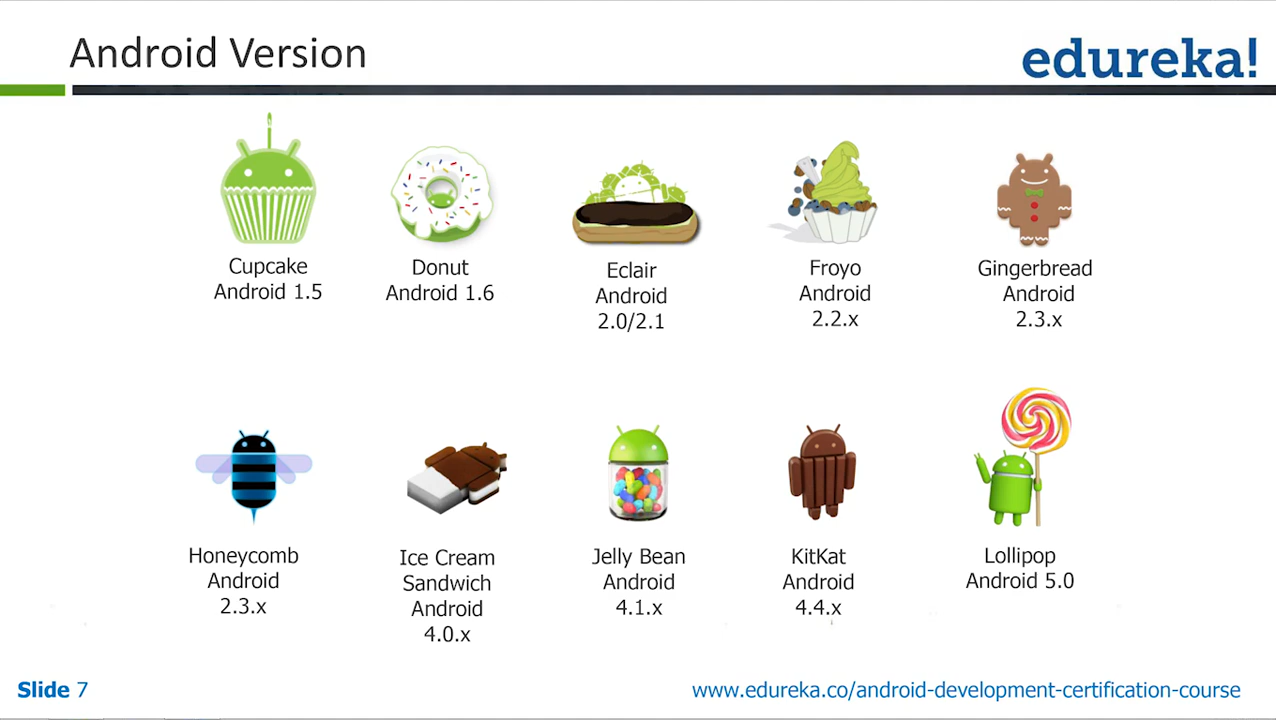 Android Version
edureka!
Cupcake
Android 1.5
Donut
Android 1.6
Eclair
Android
2.0/2.1
Froyo
Android
2.2.x
Gingerbread
Android
2.3.x
Honeycomb
Android
2.3.x
Ice Cream
Sandwich
Android
4.0.x
Jelly Bean
Android
4.1.x
KitKat
Android
4.4.x
Lollipop
Android 5.0
Slide 7
www.edureka.co/android-development-certification-course